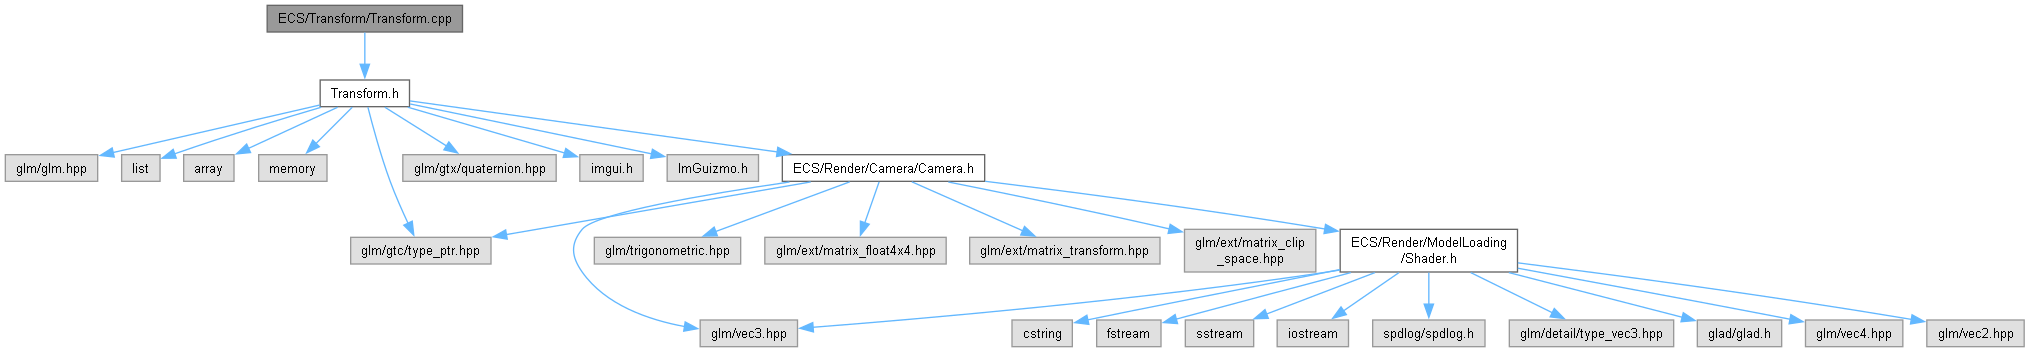 ECS/Transform/Transform.cpp
Transform.h
glm/glm.hpp
list
array
memory
glm/gtx/quaternion.hpp
imgui.h
ImGuizmo.h
ECS/Render/Camera/Camera.h
glm/gtc/type_ptr.hpp
glm/trigonometric.hpp
glm/ext/matrix_float4x4.hpp
glm/ext/matrix_transform.hpp
glm/ext/matrix_clip
_space.hpp
ECS/Render/ModelLoading
/Shader.h
glm/vec3.hpp
cstring
fstream
sstream
iostream
spdlog/spdlog.h
glm/detail/type_vec3.hpp
glad/glad.h
glm/vec4.hpp
glm/vec2.hpp